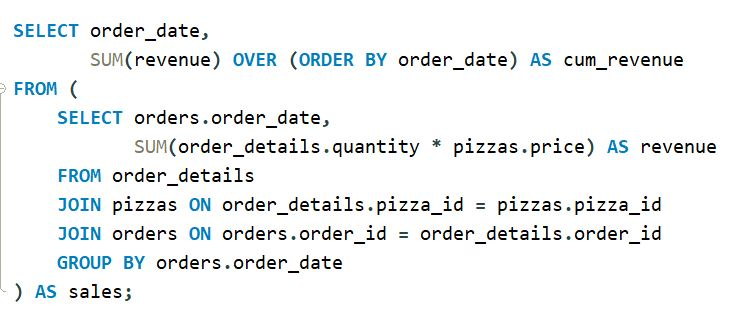 SELECT order_date,
SUM(revenue) OVER (ORDER BY order_date) AS cum_revenue
FROM (
SELECT orders.order_date,
SUM(order_details.quantity * pizzas.price) AS revenue
FROM order_details
JOIN pizzas ON order_details.pizza_id = pizzas.pizza_id
JOIN orders ON orders.order_id = order_details.order_id
GROUP BY orders.order_date
) AS sales;